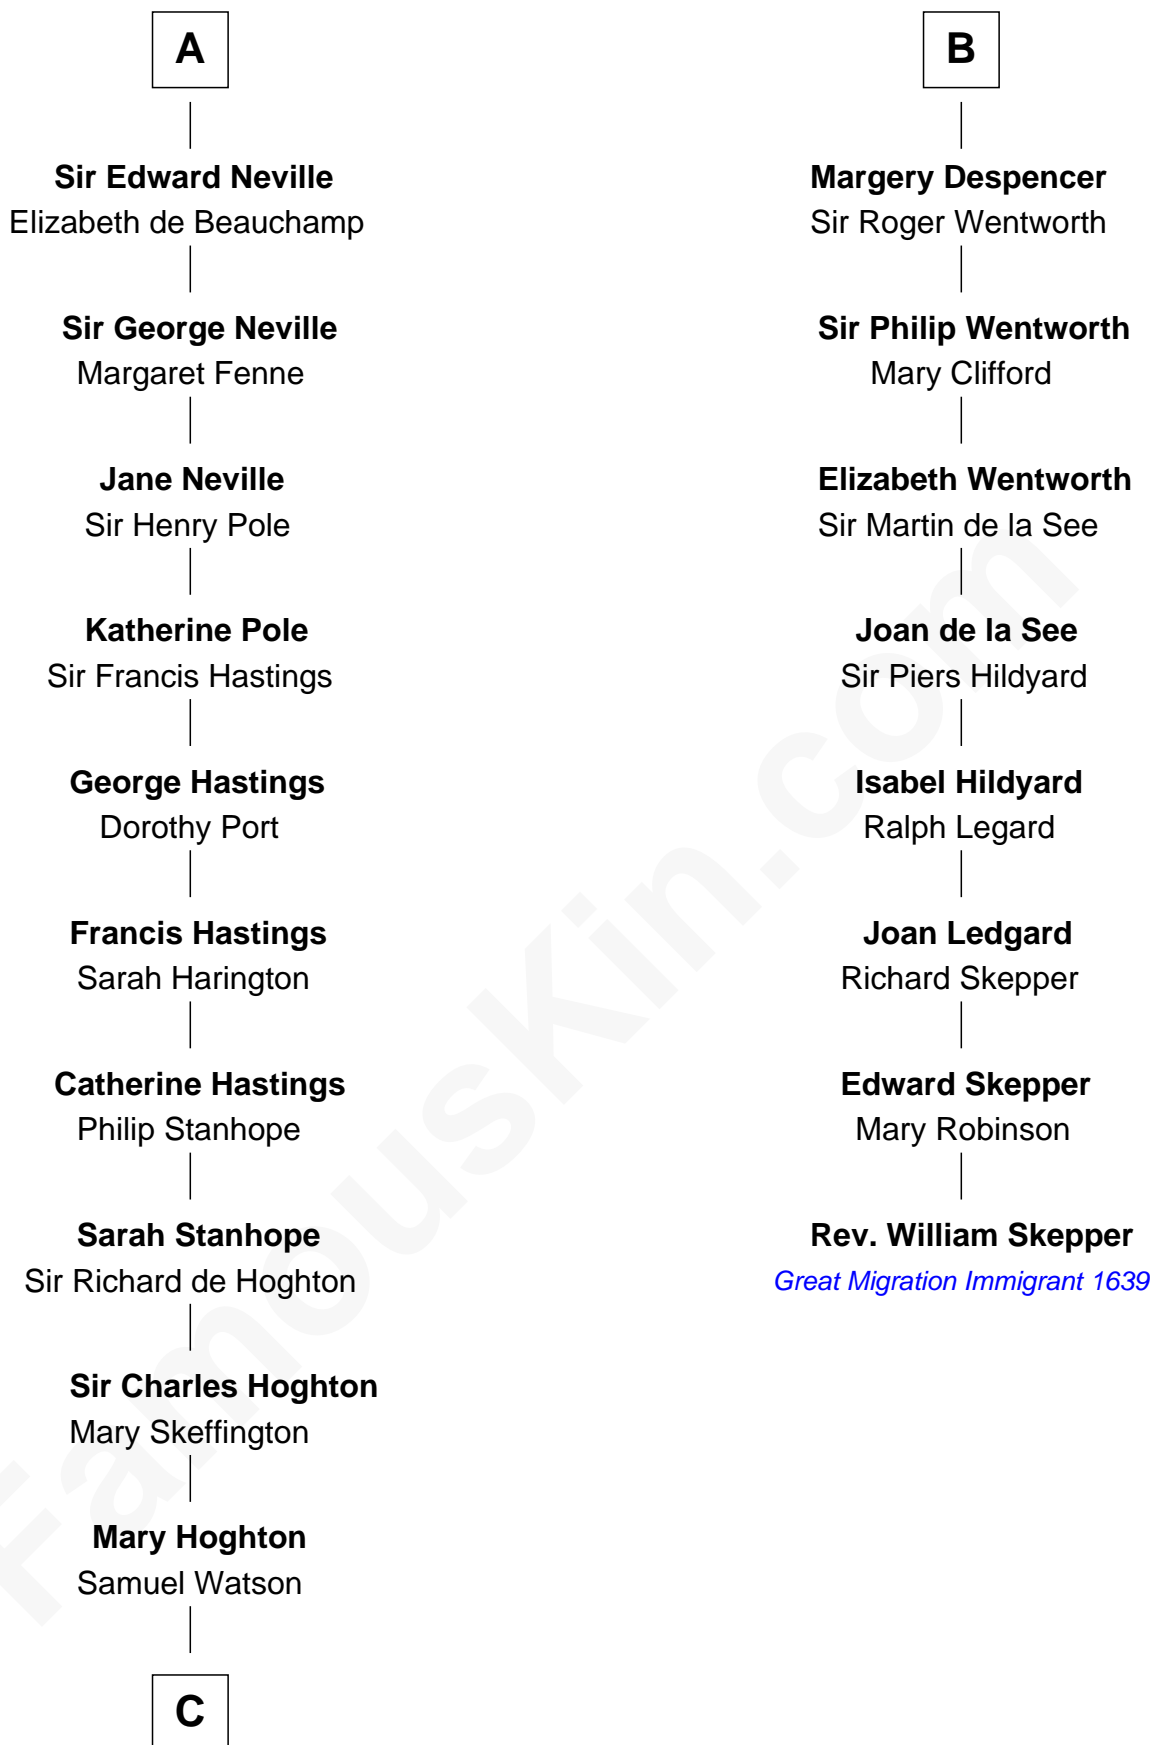 A
Sir Edward Neville
Elizabeth de Beauchamp
Sir George Neville
Margaret Fenne
Jane Neville
Sir Henry Pole
Katherine Pole
Sir Francis Hastings
George Hastings
Dorothy Port
Francis Hastings
Sarah Harington
Catherine Hastings
Philip Stanhope
Sarah Stanhope
Sir Richard de Hoghton
Sir Charles Hoghton
Mary Skeffington
Mary Hoghton
Samuel Watson
C
B
Margery Despencer
Sir Roger Wentworth
Sir Philip Wentworth
Mary Clifford
Elizabeth Wentworth
Sir Martin de la See
Joan de la See
Sir Piers Hildyard
Isabel Hildyard
Ralph Legard
Joan Ledgard
Richard Skepper
Edward Skepper
Mary Robinson
Rev. William Skepper
Great Migration Immigrant 1639
FamousKin.com